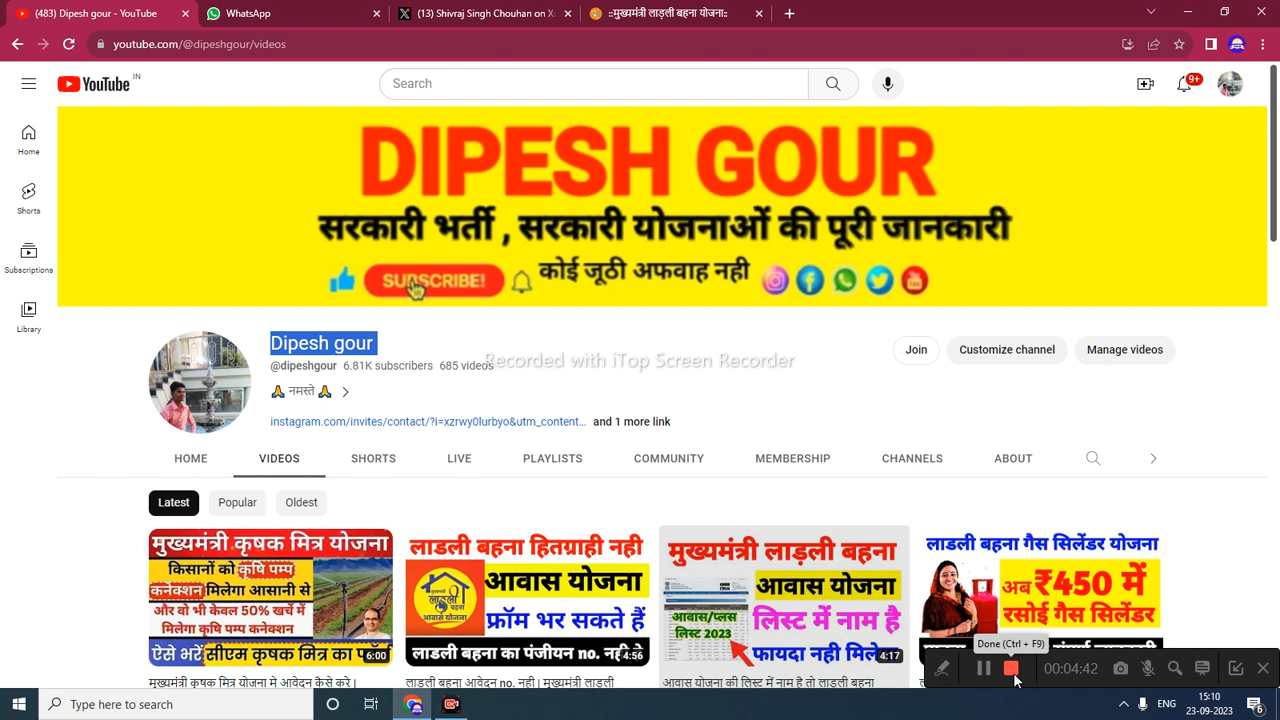 (483) Dipesh gour - YouTube
WhatsApp
(13) Shivraj Singh Chouhan on X
::मुख्यमंत्री लाड़ली बहना योजना::
youtube.com/@dipeshgour/videos
YouTube IN
Search
9+
Home
Shorts
Subscriptions
Library
DIPESH GOUR
सरकारी भर्ती , सरकारी योजनाओं की पूरी जानकारी
SUBSCRIBE!
कोई जूठी अफवाह नही
Dipesh gour
@dipeshgour 6.81K subscribers 685 videos
Recorded with iTop Screen Recorder
🙏 नमस्ते 🙏
instagram.com/invites/contact/?i=xzrwy0lurbyo&utm_content… and 1 more link
Join
Customize channel
Manage videos
HOME VIDEOS SHORTS LIVE PLAYLISTS COMMUNITY MEMBERSHIP CHANNELS ABOUT
Latest Popular Oldest
मुख्यमंत्री कृषक मित्र योजना
किसानों को कृषि पम्प
कनेक्शन मिलेगा आसानी से
और वो भी केवल 50% खर्च में
मिलेगा कृषि पम्प कनेक्शन
ऐसे भरें सीएम कृषक मित्र का
6:00
लाडली बहना हितग्राही नही
आवास योजना
फ्रॉम भर सकते हैं
लाडली बहना का पंजीयन no. नही
4:56
मुख्यमंत्री लाड़ली बहना
आवास योजना
आवास/प्लस
लिस्ट 2023
लिस्ट में नाम है
फायदा नही
4:17
लाडली बहना गैस सिलेंडर योजना
अब ₹450 में
रसोई गैस सिलेंडर
मुख्यमंत्री कृषक मित्र योजना मे आवेदन कैसे करे |
लाडली बहना आवेदन no. नही | मुख्यमंत्री लाडली
आवास योजना की लिस्ट में नाम है तो लाडली बहना
Done (Ctrl + F9)
00:04:42
Type here to search
ENG
15:10
23-09-2023
6